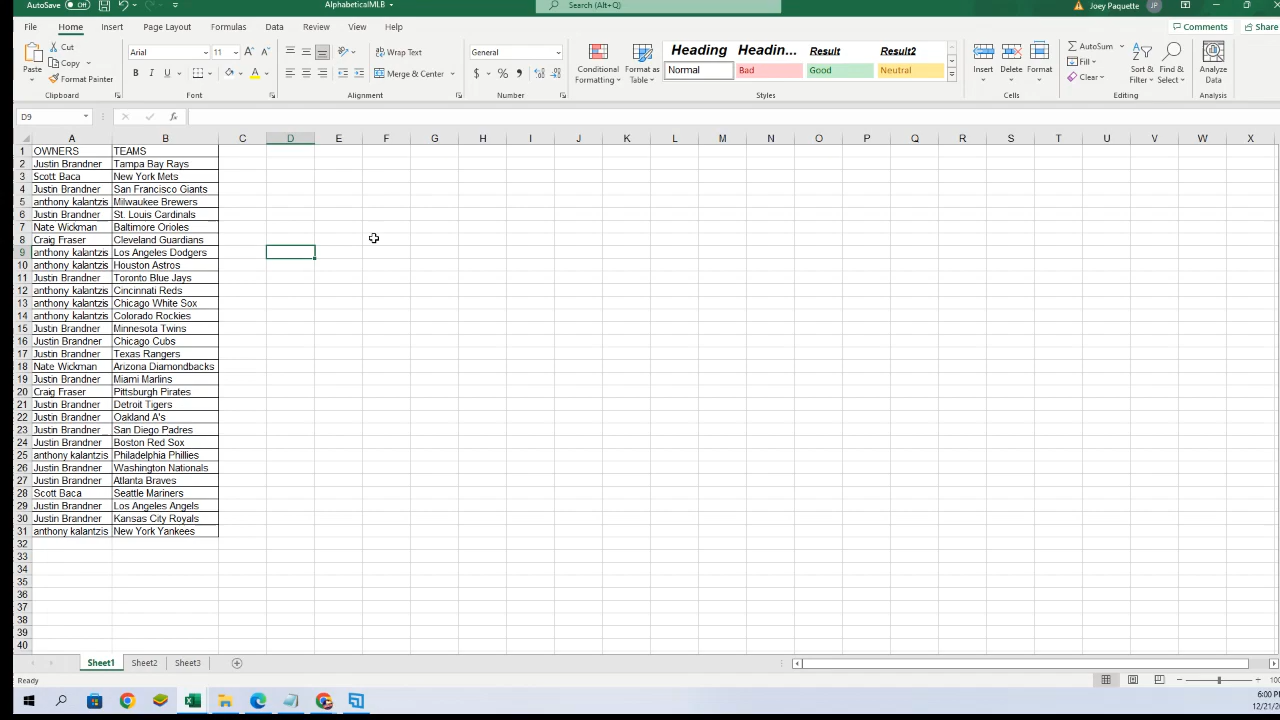 AutoSave Off AlphabeticalMLB Search (Alt+Q) Joey Paquette JP
File Home Insert Page Layout Formulas Data Review View Help Comments Share
Paste Cut Copy Format Painter
Arial 11 A A B I U A
Wrap Text Merge & Center
General $ % ,
Conditional Formatting Format as Table
Heading Headin... Result Result2
Normal Bad Good Neutral
Insert Delete Format
AutoSum Fill Clear Sort & Filter Find & Select Analyze Data
Clipboard Font Alignment Number Styles Cells Editing Analysis
D9 fx
A B C D E F G H I J K L M N O P Q R S T U V W X
1 OWNERS TEAMS
2 Justin Brandner Tampa Bay Rays
3 Scott Baca New York Mets
4 Justin Brandner San Francisco Giants
5 anthony kalantzis Milwaukee Brewers
6 Justin Brandner St. Louis Cardinals
7 Nate Wickman Baltimore Orioles
8 Craig Fraser Cleveland Guardians
9 anthony kalantzis Los Angeles Dodgers
10 anthony kalantzis Houston Astros
11 Justin Brandner Toronto Blue Jays
12 anthony kalantzis Cincinnati Reds
13 anthony kalantzis Chicago White Sox
14 anthony kalantzis Colorado Rockies
15 Justin Brandner Minnesota Twins
16 Justin Brandner Chicago Cubs
17 Justin Brandner Texas Rangers
18 Nate Wickman Arizona Diamondbacks
19 Justin Brandner Miami Marlins
20 Craig Fraser Pittsburgh Pirates
21 Justin Brandner Detroit Tigers
22 Justin Brandner Oakland A's
23 Justin Brandner San Diego Padres
24 Justin Brandner Boston Red Sox
25 anthony kalantzis Philadelphia Phillies
26 Justin Brandner Washington Nationals
27 Justin Brandner Atlanta Braves
28 Scott Baca Seattle Mariners
29 Justin Brandner Los Angeles Angels
30 Justin Brandner Kansas City Royals
31 anthony kalantzis New York Yankees
32
33
34
35
36
37
38
39
40
Sheet1 Sheet2 Sheet3
Ready 100
6:00
12/21/2